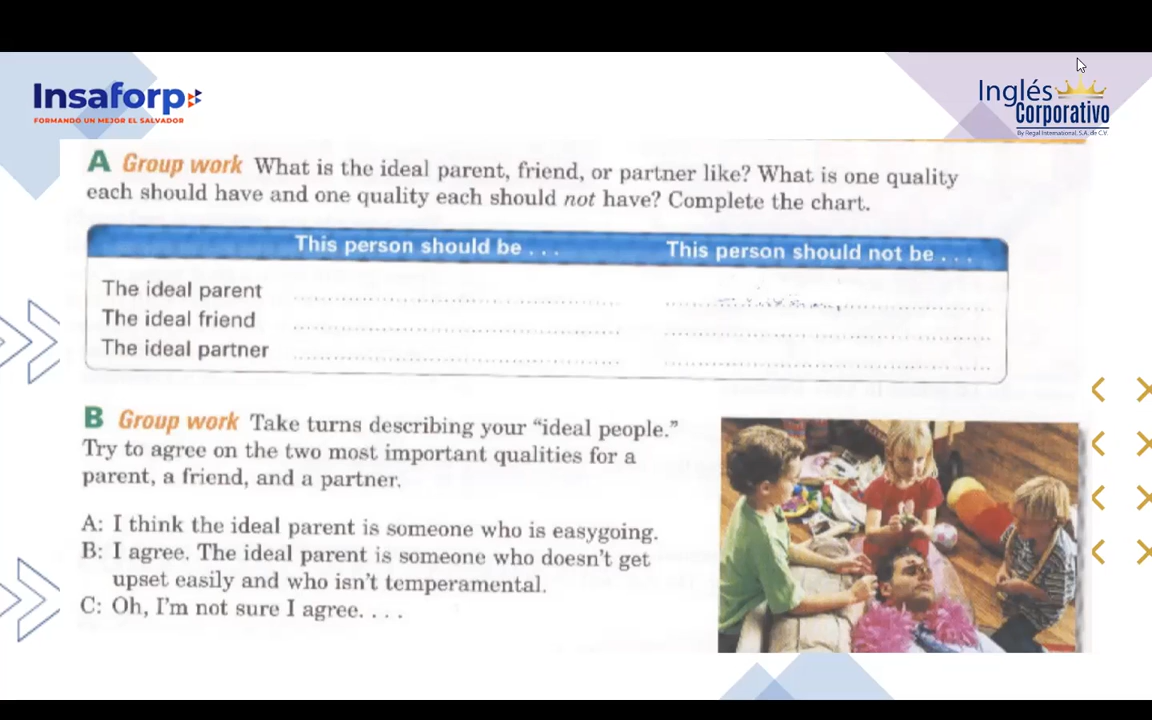 Insaforp
FORMANDO UN MEJOR EL SALVADOR
Inglés
Corporativo
By Regal International, S.A. de C.V.
A Group work What is the ideal parent, friend, or partner like? What is one quality
each should have and one quality each should not have? Complete the chart.
This person should be . . . This person should not be . . .
The ideal parent
The ideal friend
The ideal partner
B Group work Take turns describing your “ideal people.”
Try to agree on the two most important qualities for a
parent, a friend, and a partner.
A: I think the ideal parent is someone who is easygoing.
B: I agree. The ideal parent is someone who doesn’t get
upset easily and who isn’t temperamental.
C: Oh, I’m not sure I agree. . . .